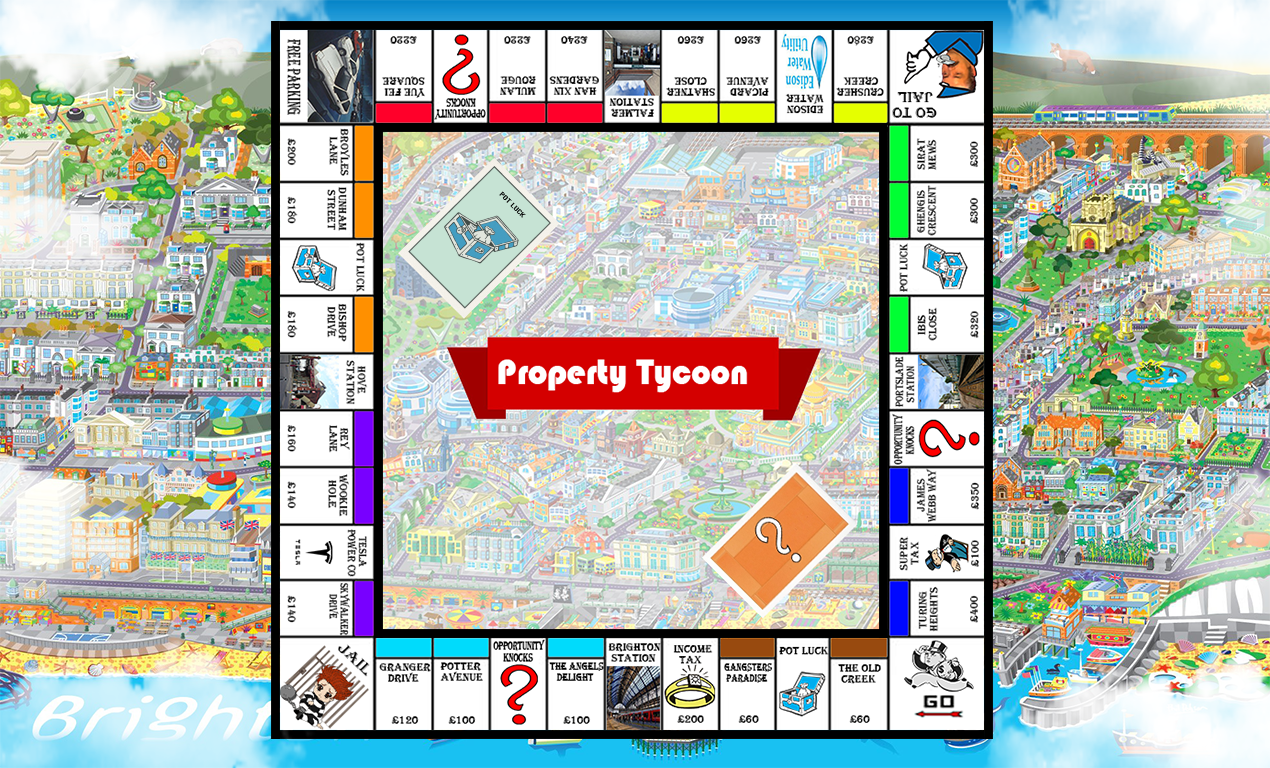 FREE PARKING
YUE FEI
SQUARE
£220
OPPORTUNITY
KNOCKS
?
MULAN
ROUGE
£220
HAN XIN
GARDENS
£240
FALMER
STATION
SHATNER
CLOSE
£260
PICARD
AVENUE
£260
EDISON
WATER
Edison
Water
Utility
CRUSHER
CREEK
£280
GO TO
JAIL
BROYLES
LANE
£200
DUNHAM
STREET
£180
POT LUCK
BISHOP
DRIVE
£180
HOVE
STATION
REY
LANE
£160
WOOKIE
HOLE
£140
TESLA
POWER CO
TESLA
SKYWALKER
DRIVE
£140
POT LUCK
Property Tycoon
?
SIRAT
MEWS
£300
GHENGIS
CRESCENT
£300
POT LUCK
IBIS
CLOSE
£320
PORTSLADE
STATION
OPPORTUNITY
KNOCKS
?
JAMES
WEBB WAY
£350
SUPER
TAX
£100
TURING
HEIGHTS
£400
JAIL
GRANGER
DRIVE
£120
POTTER
AVENUE
£100
OPPORTUNITY
KNOCKS
?
THE ANGELS
DELIGHT
£100
BRIGHTON
STATION
INCOME
TAX
£200
GANGSTERS
PARADISE
£60
POT LUCK
THE OLD
CREEK
£60
GO